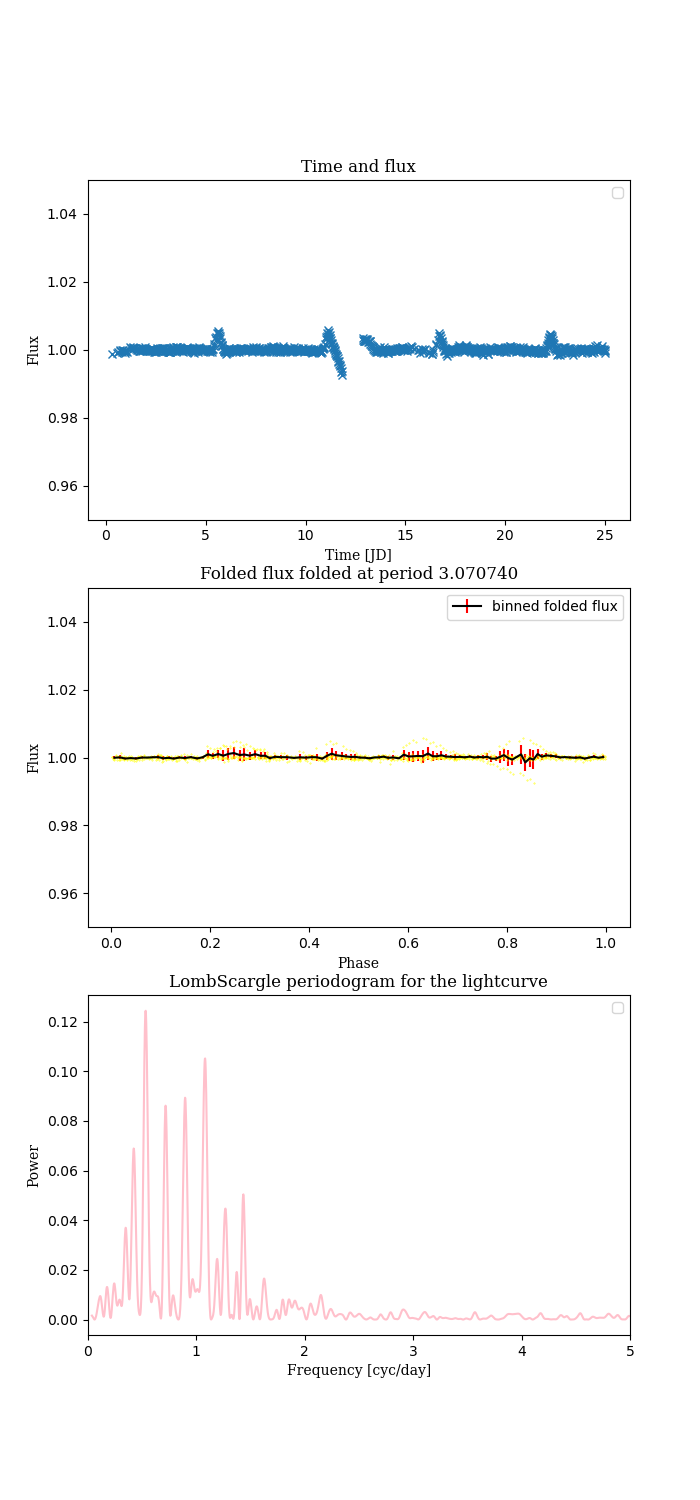 Time and flux
1.04
1.02
1.00
0.98
0.96
Flux
0 5 10 15 20 25
Time [JD]
Folded flux folded at period 3.070740
binned folded flux
1.04
1.02
1.00
0.98
0.96
Flux
0.0 0.2 0.4 0.6 0.8 1.0
Phase
LombScargle periodogram for the lightcurve
0.12
0.10
0.08
0.06
0.04
0.02
0.00
Power
0 1 2 3 4 5
Frequency [cyc/day]